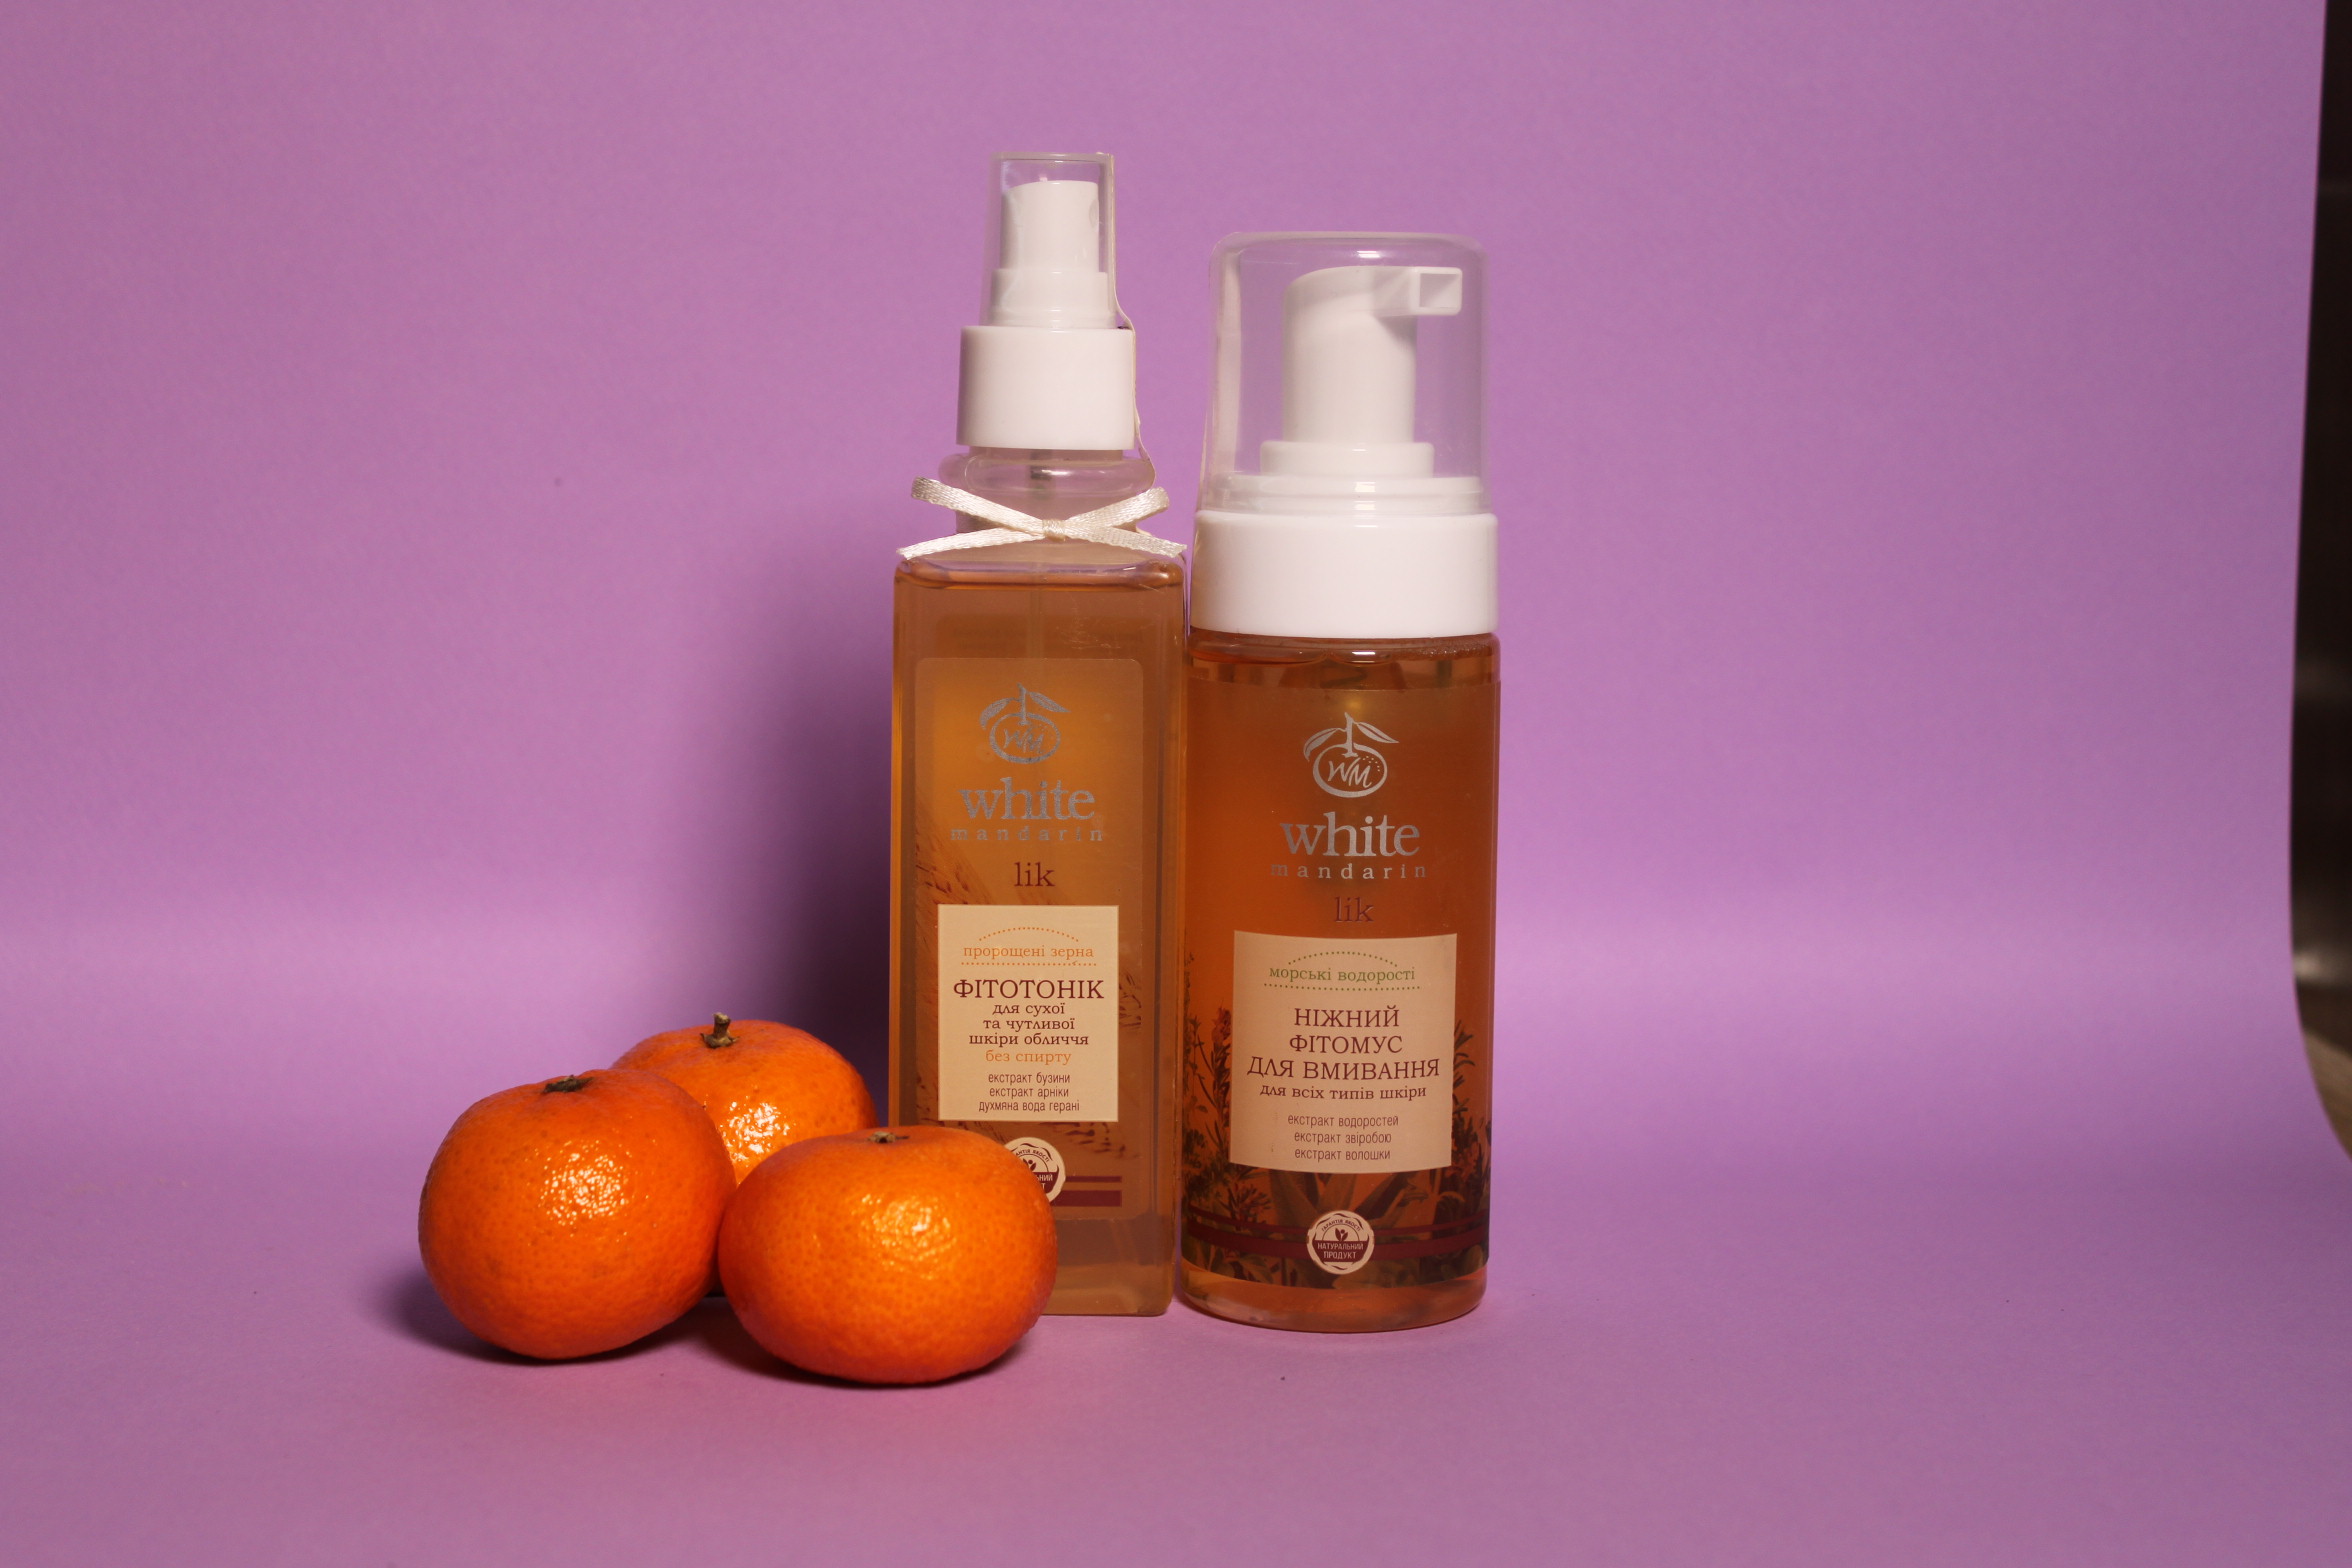 WM
white
mandarin
lik
пророщені зерна
ФІТОТОНІК
для сухої
та чутливої
шкіри обличчя
без спирту
екстракт бузини
екстракт арніки
духмяна вода герані
WM
white
mandarin
lik
морські водорості
НІЖНИЙ
ФІТОМУС
ДЛЯ ВМИВАННЯ
для всіх типів шкіри
екстракт водоростей
екстракт звіробою
екстракт волошки
ГАРАНТІЯ ЯКОСТІ
НАТУРАЛЬНИЙ
ПРОДУКТ